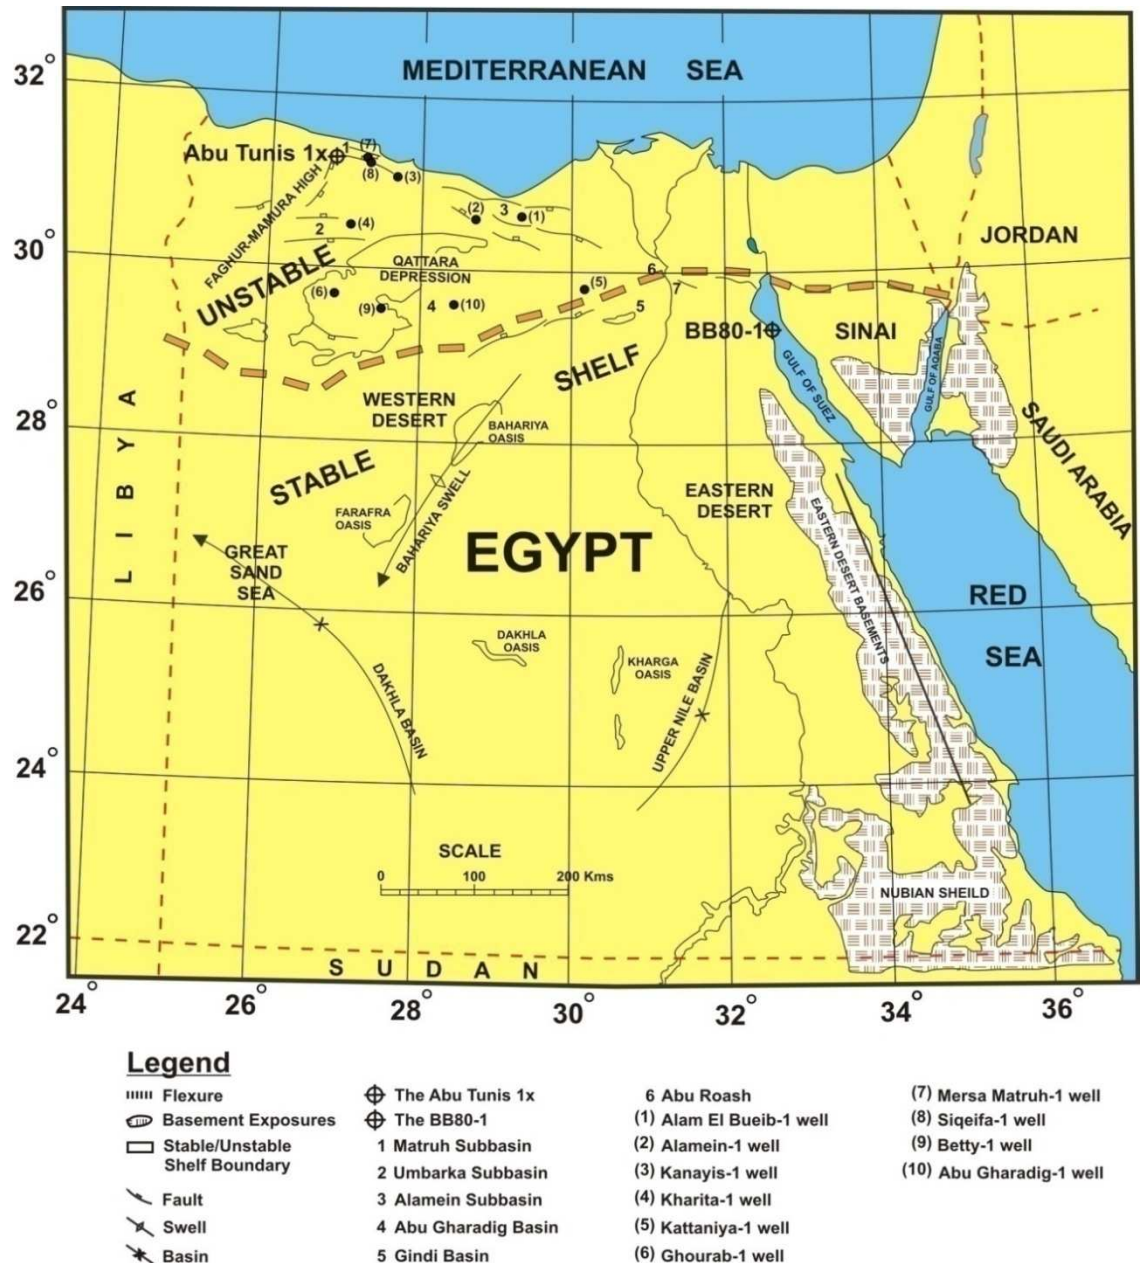 MEDITERRANEAN SEA
32°
Abu Tunis 1x
1
(7)
(8)
(3)
FAGHUR-MAMURA HIGH
(4)
2
(2)
3
(1)
30°
JORDAN
UNSTABLE
QATTARA
DEPRESSION
6
7
(6)
(9)
4
(10)
(5)
5
BB80-1
SINAI
GULF OF SUEZ
GULF OF AQABA
SHELF
28°
WESTERN
DESERT
BAHARIYA
OASIS
SAUDI ARABIA
LIBYA
STABLE
FARAFRA
OASIS
BAHARIYA SWELL
EASTERN
DESERT
EASTERN DESERT BASEMENTS
GREAT
SAND
SEA
EGYPT
26°
RED
SEA
DAKHLA
OASIS
KHARGA
OASIS
DAKHLA BASIN
UPPER NILE BASIN
24°
SCALE
0 100 200 Kms
NUBIAN SHEILD
22°
SUDAN
24° 26° 28° 30° 32° 34° 36°
Legend
Flexure
Basement Exposures
Stable/Unstable
Shelf Boundary
Fault
Swell
Basin
The Abu Tunis 1x
The BB80-1
1 Matruh Subbasin
2 Umbarka Subbasin
3 Alamein Subbasin
4 Abu Gharadig Basin
5 Gindi Basin
6 Abu Roash
(1) Alam El Bueib-1 well
(2) Alamein-1 well
(3) Kanayis-1 well
(4) Kharita-1 well
(5) Kattaniya-1 well
(6) Ghourab-1 well
(7) Mersa Matruh-1 well
(8) Siqeifa-1 well
(9) Betty-1 well
(10) Abu Gharadig-1 well